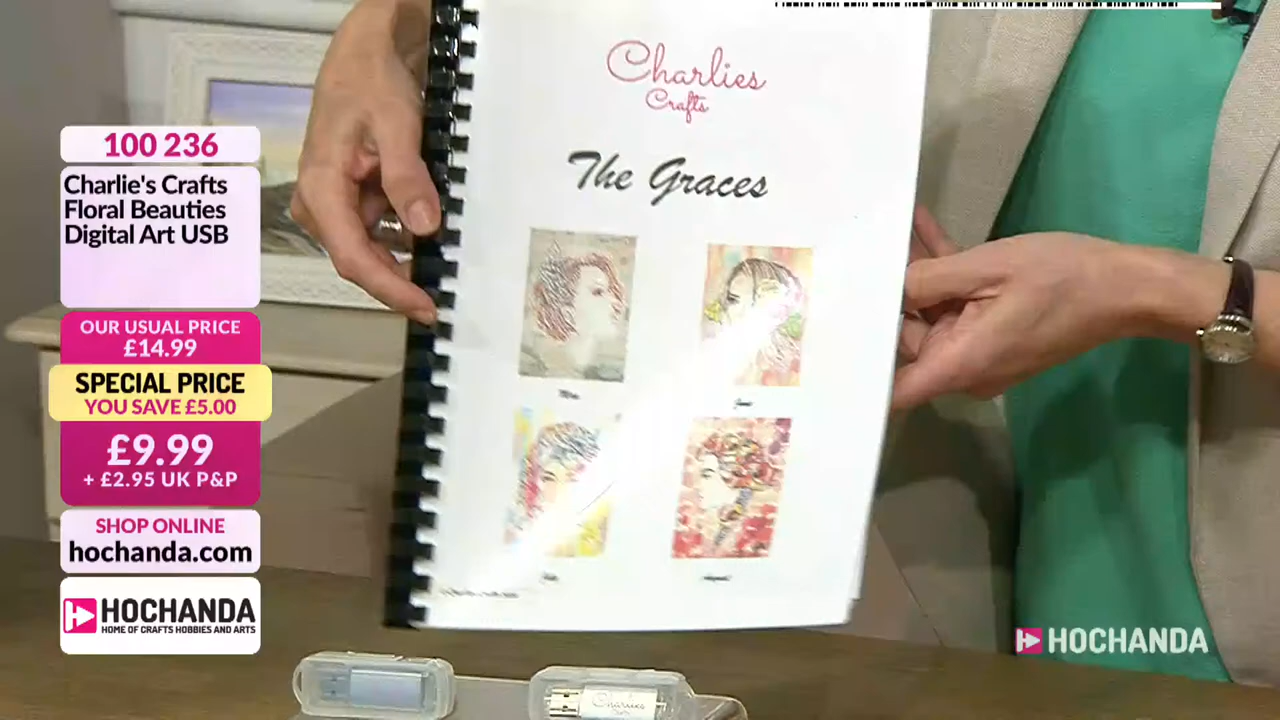 100 236
Charlie's Crafts
Floral Beauties
Digital Art USB
OUR USUAL PRICE
£14.99
SPECIAL PRICE
YOU SAVE £5.00
£9.99
+ £2.95 UK P&P
SHOP ONLINE
hochanda.com
HOCHANDA
HOME OF CRAFTS HOBBIES AND ARTS
Charlies
Crafts
The Graces
Charlies
HOCHANDA